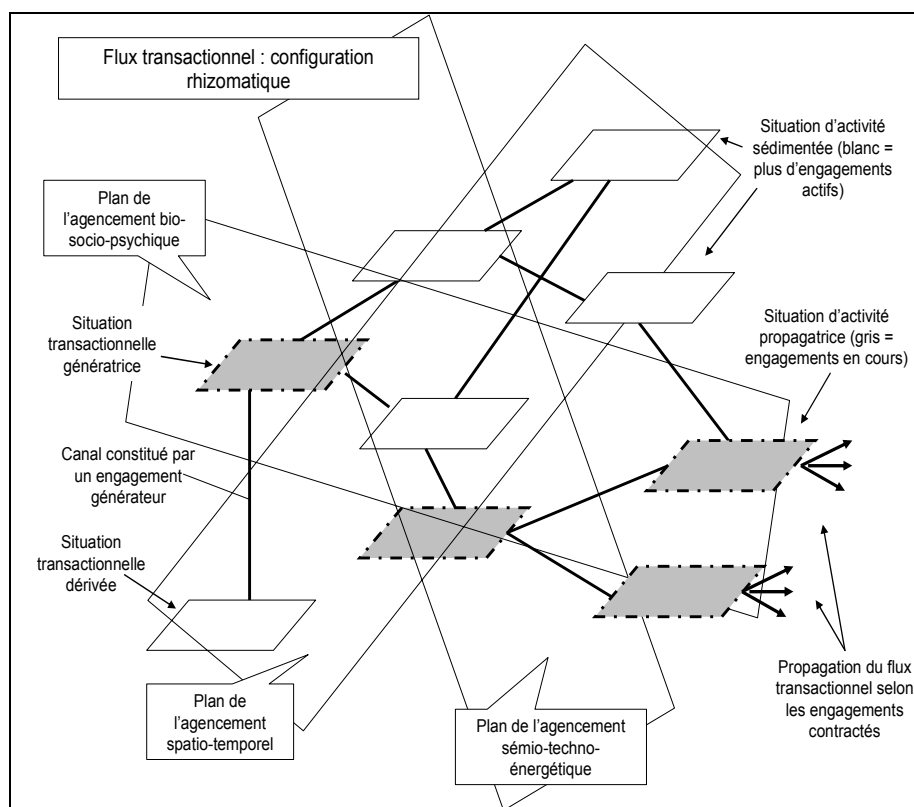 Flux transactionnel : configuration
rhizomatique
Situation d’activité
sédimentée (blanc =
plus d’engagements
actifs)
Plan de
l’agencement bio-
socio-psychique
Situation
transactionnelle
génératrice
Situation d’activité
propagatrice (gris =
engagements en cours)
Canal constitué par
un engagement
générateur
Situation
transactionnelle
dérivée
Plan de
l’agencement
spatio-temporel
Plan de l’agencement
sémio-techno-
énergétique
Propagation du flux
transactionnel selon
les engagements
contractés